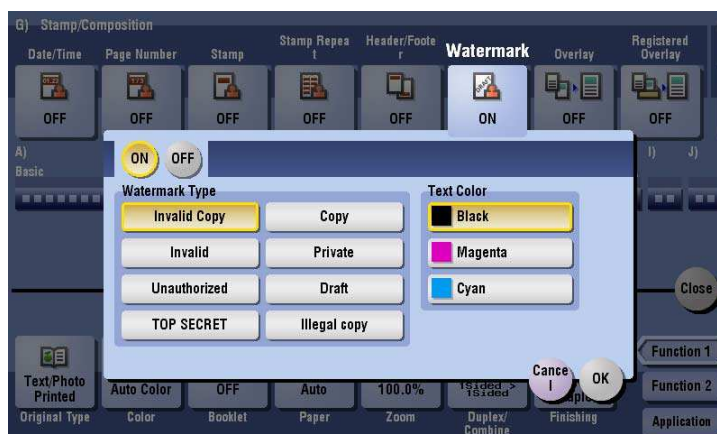 G) Stamp/Composition
Date/Time Page Number Stamp Stamp Repea
t Header/Foote
r Watermark Overlay Registered
Overlay
OFF OFF OFF OFF OFF ON OFF OFF
A)
Basic
I) J)
ON OFF
Watermark Type
Text Color
Invalid Copy Copy Black
Invalid Private Magenta
Unauthorized Draft Cyan
TOP SECRET Illegal copy
Close
Cance
l
OK
Function 1
Function 2
Application
Text/Photo
Printed
Auto Color OFF Auto 100.0% 1Sided >
1Sided
Original Type Color Booklet Paper Zoom Duplex/
Combine Finishing